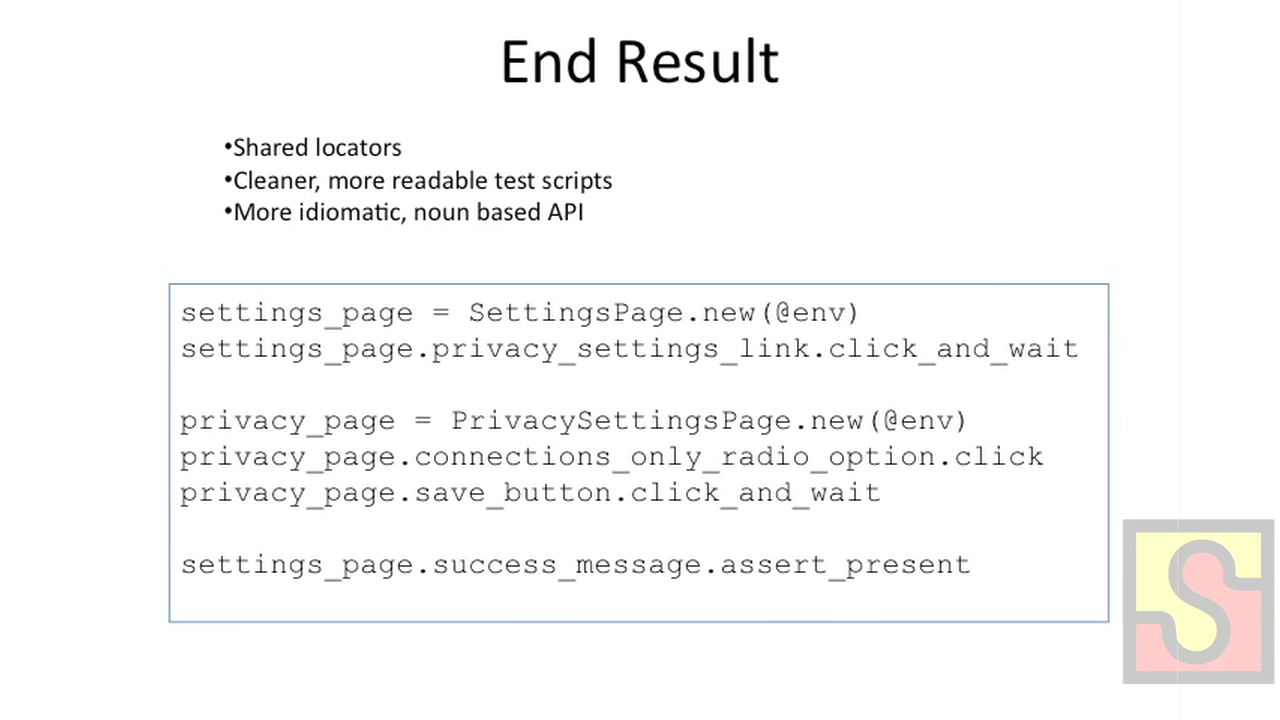 End Result
•Shared locators
•Cleaner, more readable test scripts
•More idiomatic, noun based API
settings_page = SettingsPage.new(@env)
settings_page.privacy_settings_link.click_and_wait
privacy_page = PrivacySettingsPage.new(@env)
privacy_page.connections_only_radio_option.click
privacy_page.save_button.click_and_wait
settings_page.success_message.assert_present
S